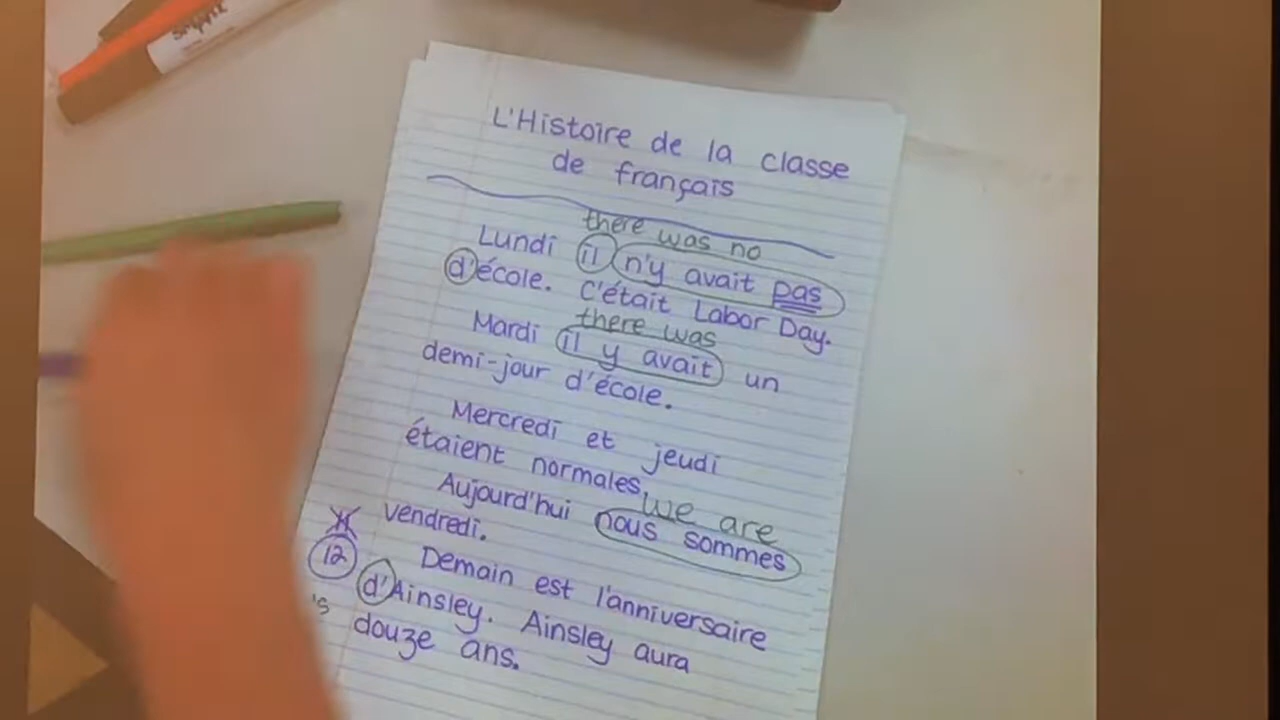 L'Histoire de la classe
de français
there was no
Lundi il n'y avait pas
d'école. C'était Labor Day.
there was
Mardi il y avait un
demi-jour d'école.
Mercredi et jeudi
étaient normales.
we are
Aujourd'hui nous sommes
vendredi.
Demain est l'anniversaire
12
d'Ainsley. Ainsley aura
's
douze ans.